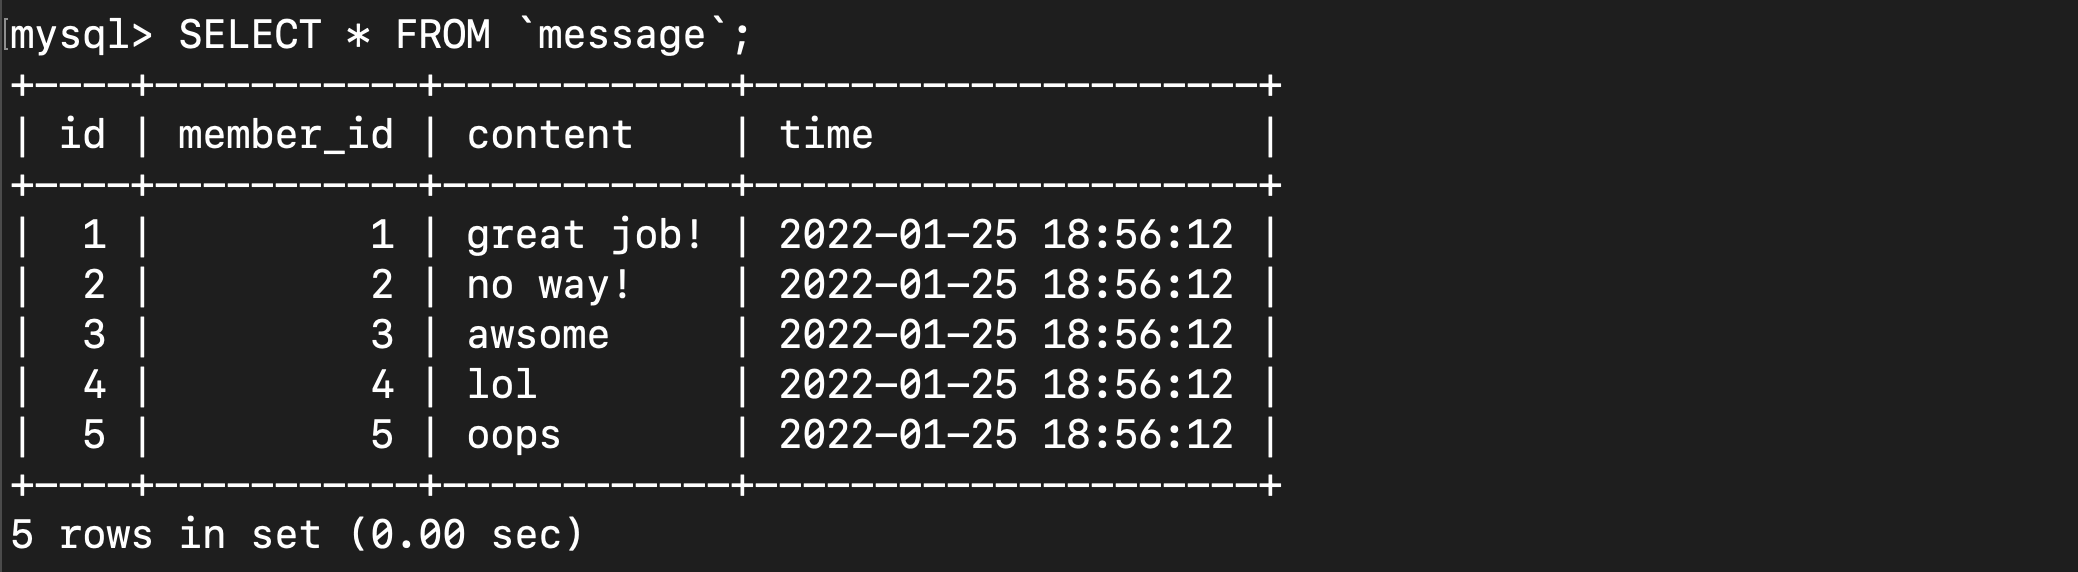 mysql> SELECT * FROM `message`;
+----+-----------+------------+---------------------+
| id | member_id | content    | time                |
+----+-----------+------------+---------------------+
|  1 |         1 | great job! | 2022-01-25 18:56:12 |
|  2 |         2 | no way!    | 2022-01-25 18:56:12 |
|  3 |         3 | awsome     | 2022-01-25 18:56:12 |
|  4 |         4 | lol        | 2022-01-25 18:56:12 |
|  5 |         5 | oops       | 2022-01-25 18:56:12 |
+----+-----------+------------+---------------------+
5 rows in set (0.00 sec)